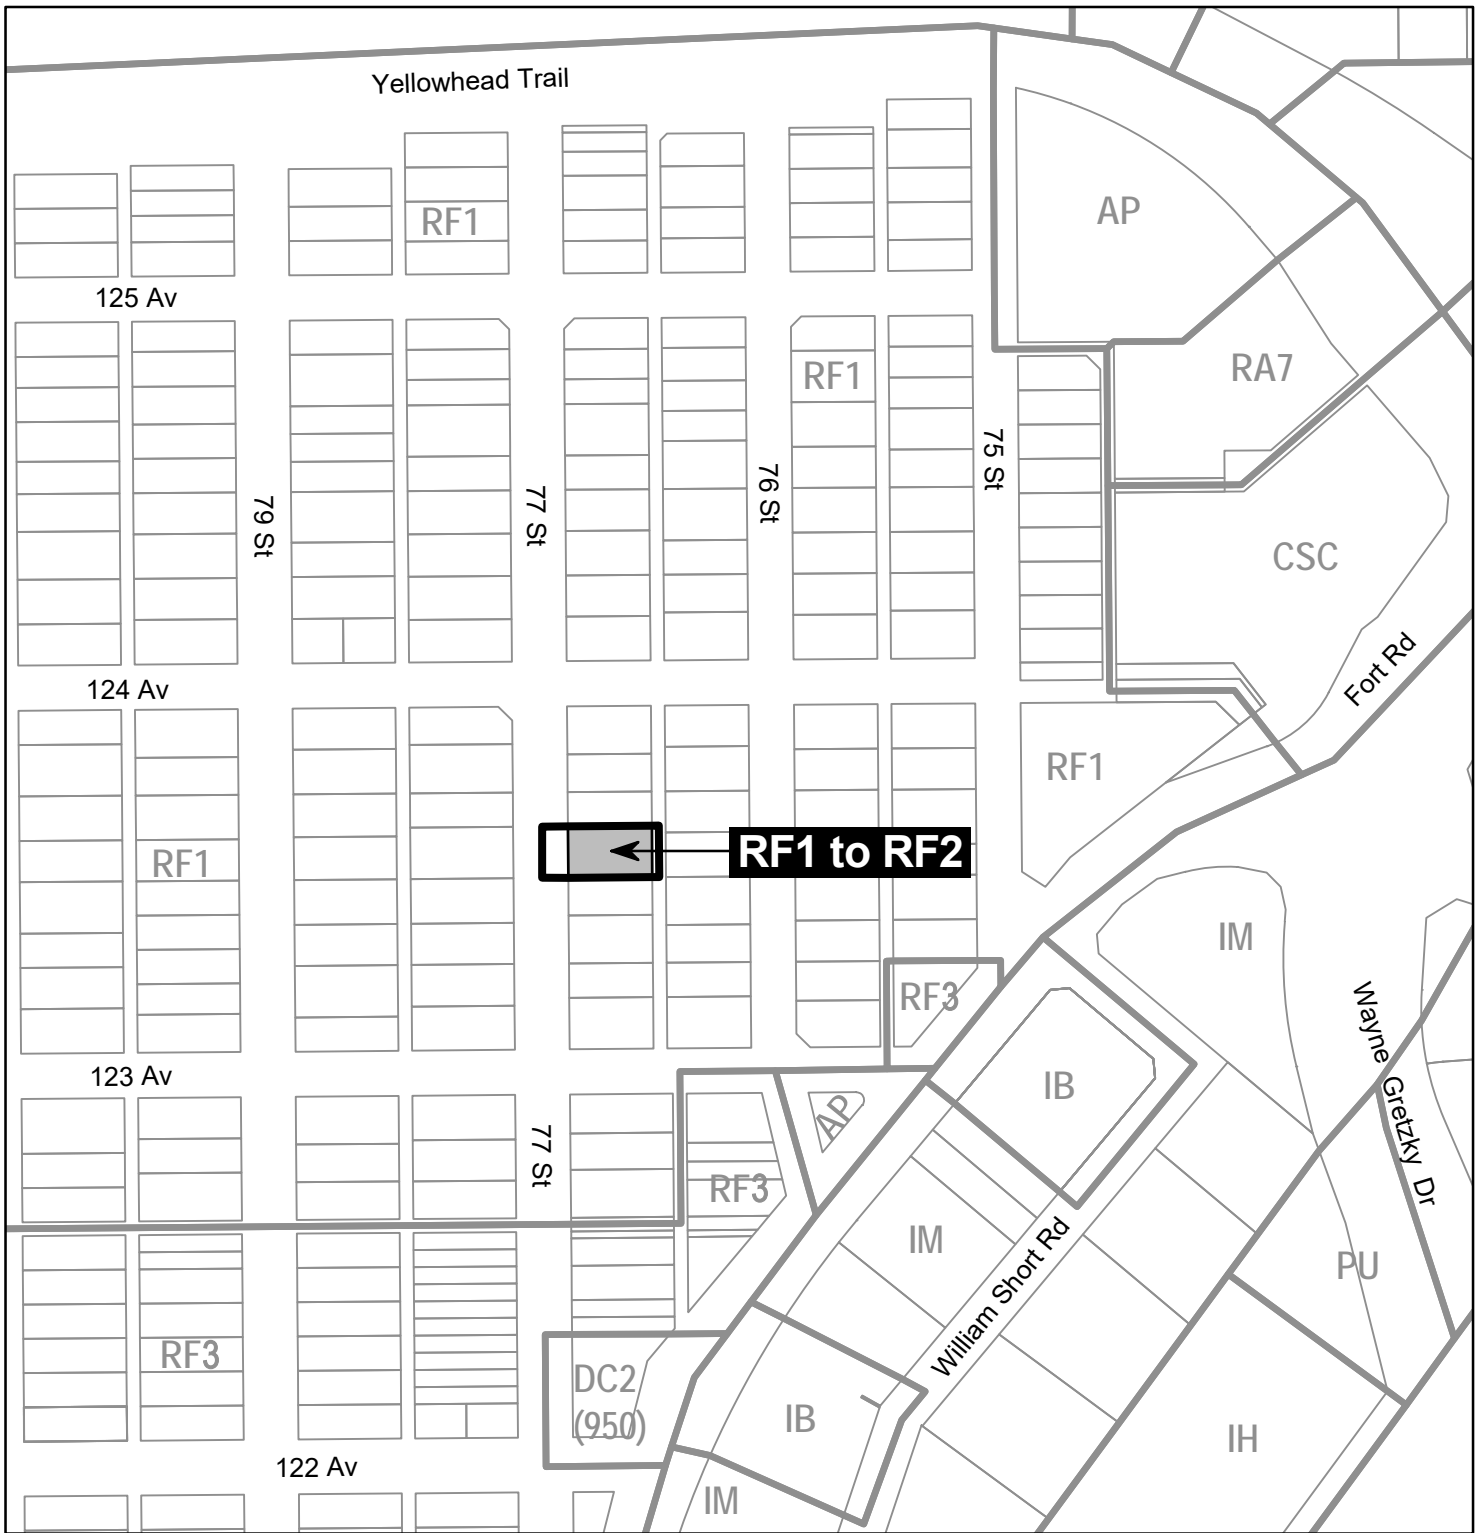 Yellowhead Trail
AP
RF1
125 Av
RA7
RF1
75 St
76 St
77 St
79 St
CSC
Fort Rd
124 Av
RF1
RF1 to RF2
RF1
IM
RF3
Wayne Gretzky Dr
123 Av
IB
AP
77 St
RF3
IM
William Short Rd
PU
RF3
DC2
(950)
IB
IH
122 Av
IM